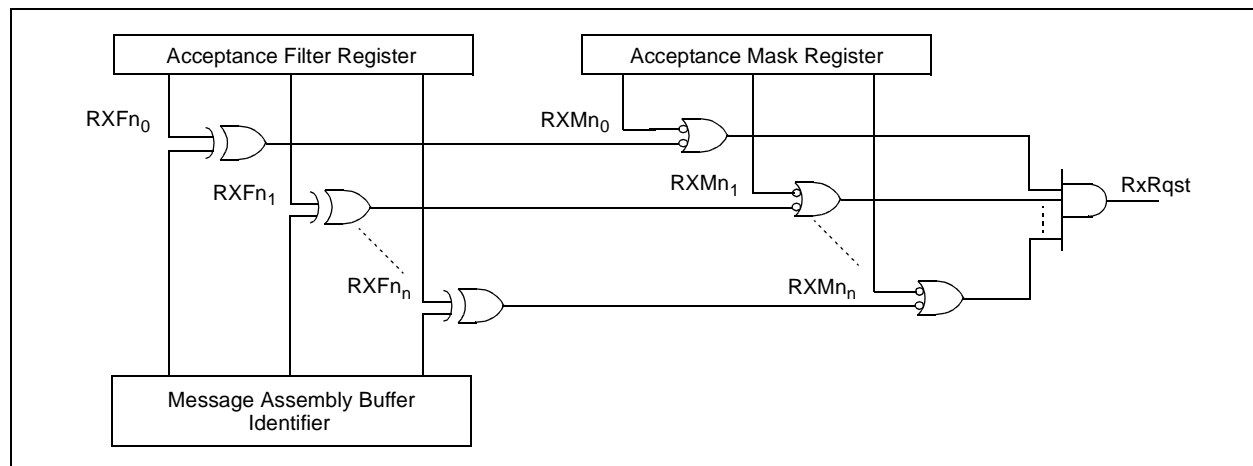 Acceptance Filter Register
Acceptance Mask Register
RXFn0
RXMn0
RXFn1
RXMn1
RxRqst
RXFnn
RXMnn
Message Assembly Buffer
Identifier